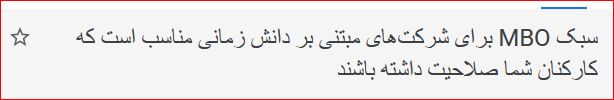 سبک MBO برای شرکت‌های مبتنی بر دانش زمانی مناسب است که
کارکنان شما صلاحیت داشته باشند